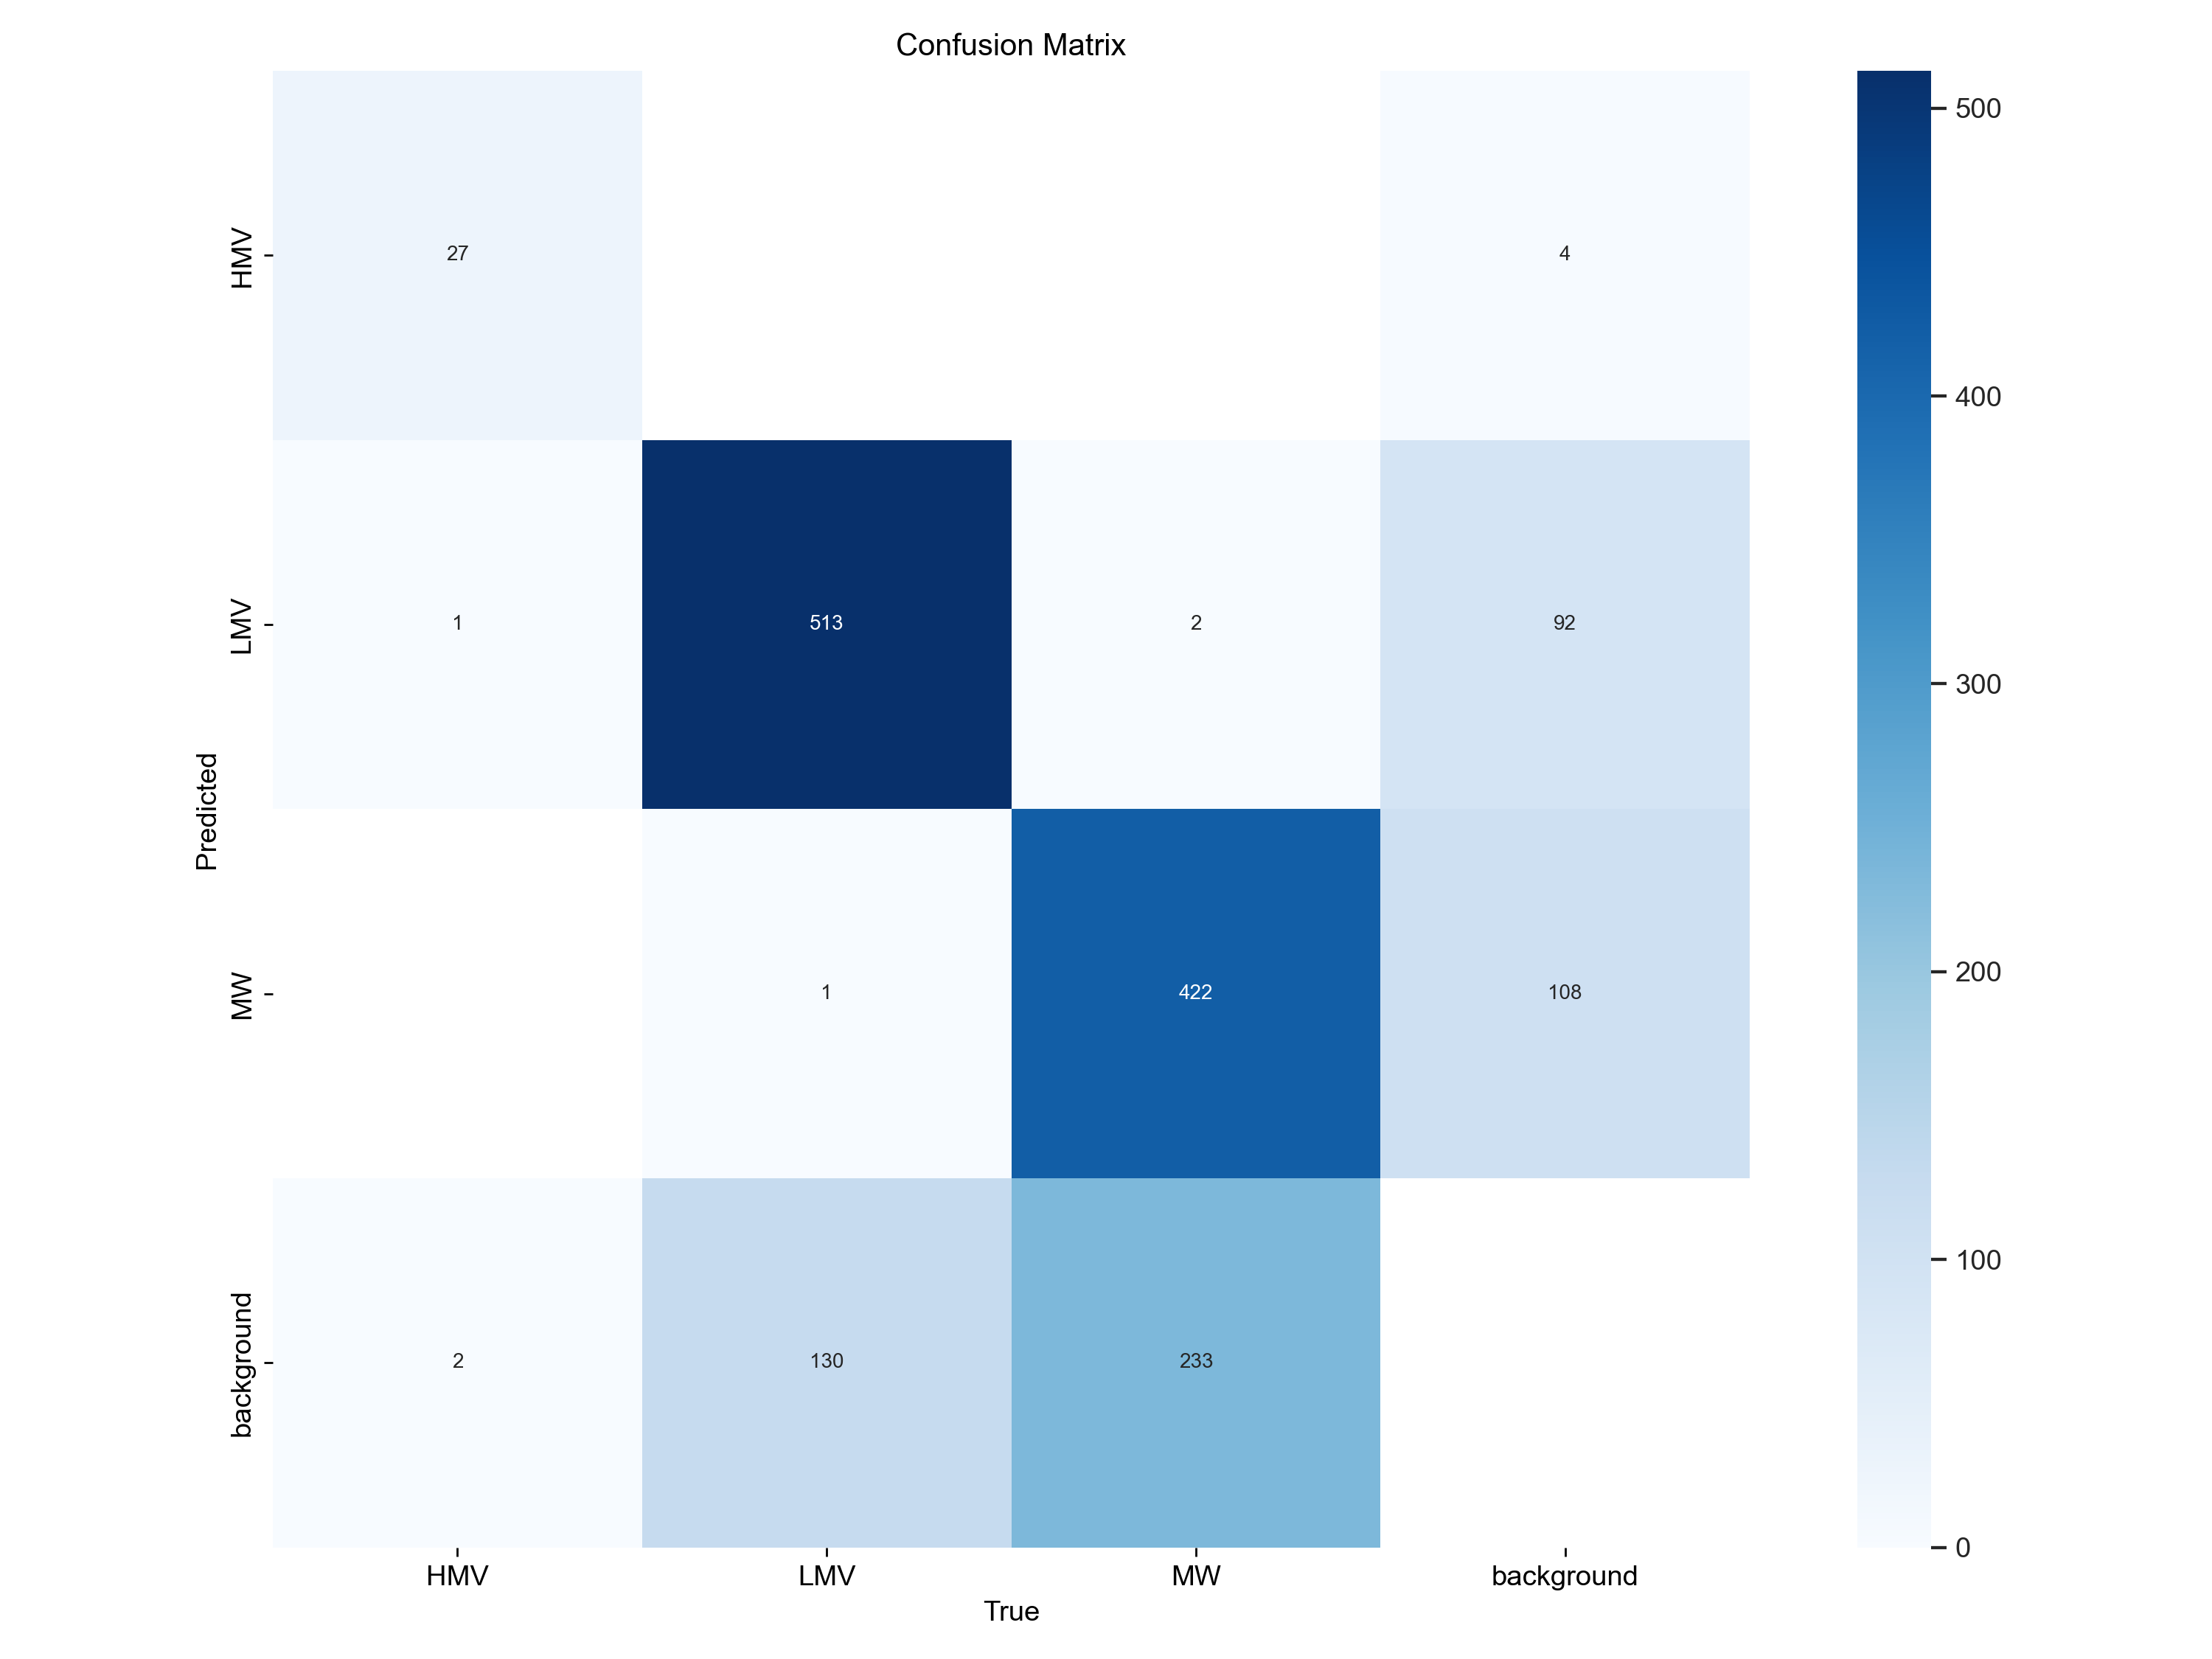 Confusion Matrix
HMV
27
4
500
LMV
1
513
2
92
400
300
Predicted
MW
1
422
108
200
100
background
2
130
233
0
HMV
LMV
MW
background
True